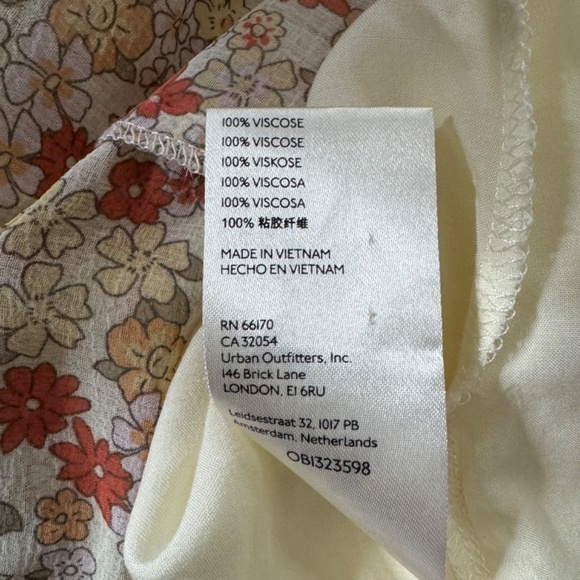 100% VISCOSE
100% VISCOSE
100% VISKOSE
100% VISCOSA
100% VISCOSA
100% 粘胶纤维
MADE IN VIETNAM
HECHO EN VIETNAM
RN 66170
CA 32054
Urban Outfitters, Inc.
146 Brick Lane
LONDON, E1 6RU
Leidsestraat 32, 1017 PB
Amsterdam, Netherlands
OB1323598